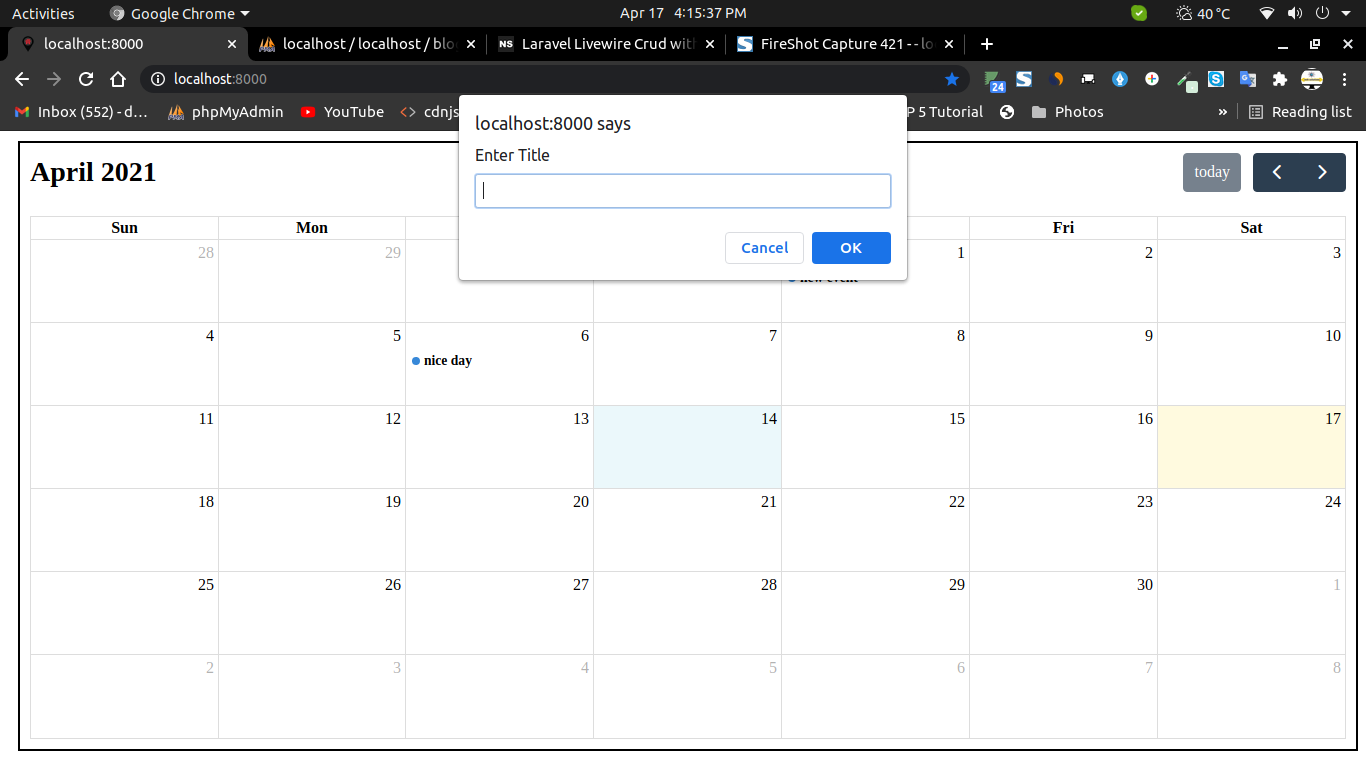 Activities Google Chrome Apr 17 4:15:37 PM 40 °C
localhost:8000 localhost / localhost / blo Laravel Livewire Crud wit FireShot Capture 421 - - lo
localhost:8000 24
Inbox (552) - d… phpMyAdmin YouTube cdnjs P 5 Tutorial Photos » Reading list
localhost:8000 says
Enter Title
Cancel OK
April 2021 today
Sun Mon Fri Sat
28 29 1 2 3
4 5 6 7 8 9 10
nice day
11 12 13 14 15 16 17
18 19 20 21 22 23 24
25 26 27 28 29 30 1
2 3 4 5 6 7 8